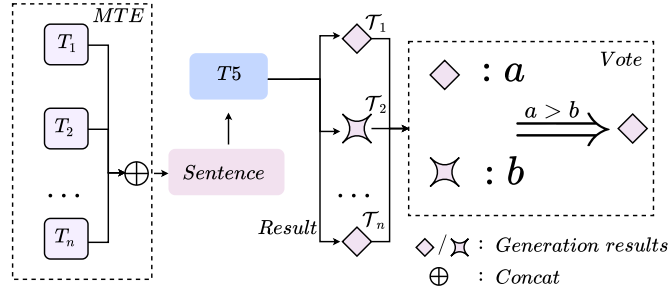 MTE
T1
T2
...
Tn
Sentence
T5
Result
𝒯1
𝒯2
...
𝒯n
Vote
: a
a > b
: b
/ : Generation results
⊕ : Concat